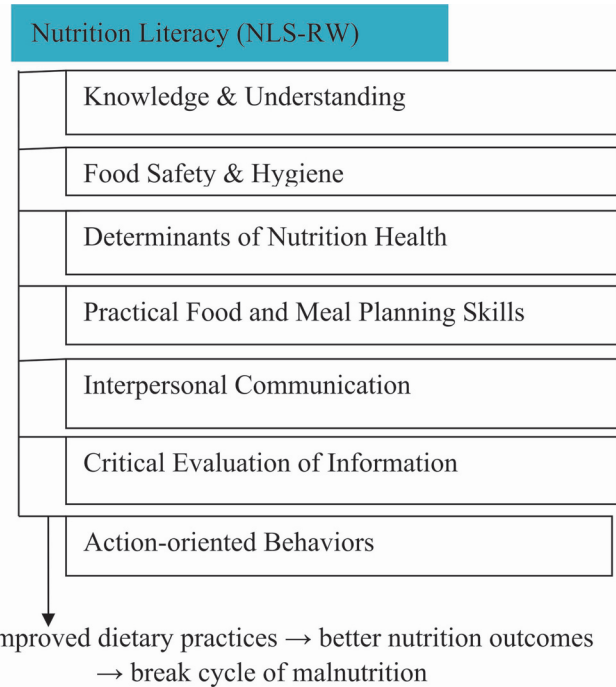 Nutrition Literacy (NLS-RW)
Knowledge & Understanding
Food Safety & Hygiene
Determinants of Nutrition Health
Practical Food and Meal Planning Skills
Interpersonal Communication
Critical Evaluation of Information
Action-oriented Behaviors
mproved dietary practices → better nutrition outcomes
→ break cycle of malnutrition